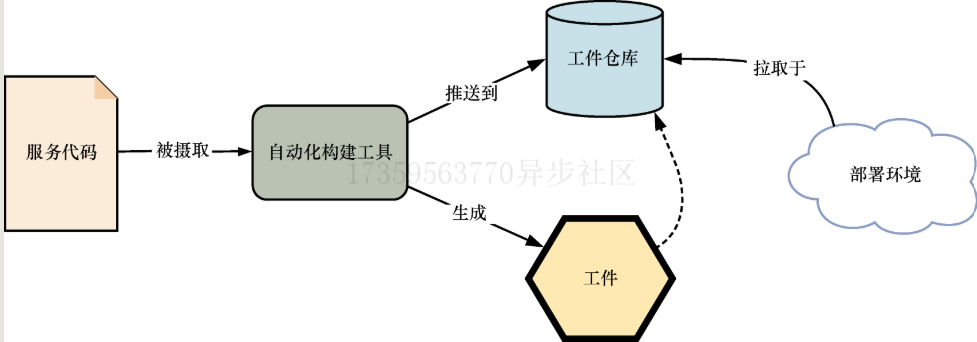 工件仓库
拉取于
推送到
服务代码
被摄取
自动化构建工具
17359563770异步社区
部署环境
生成
工件